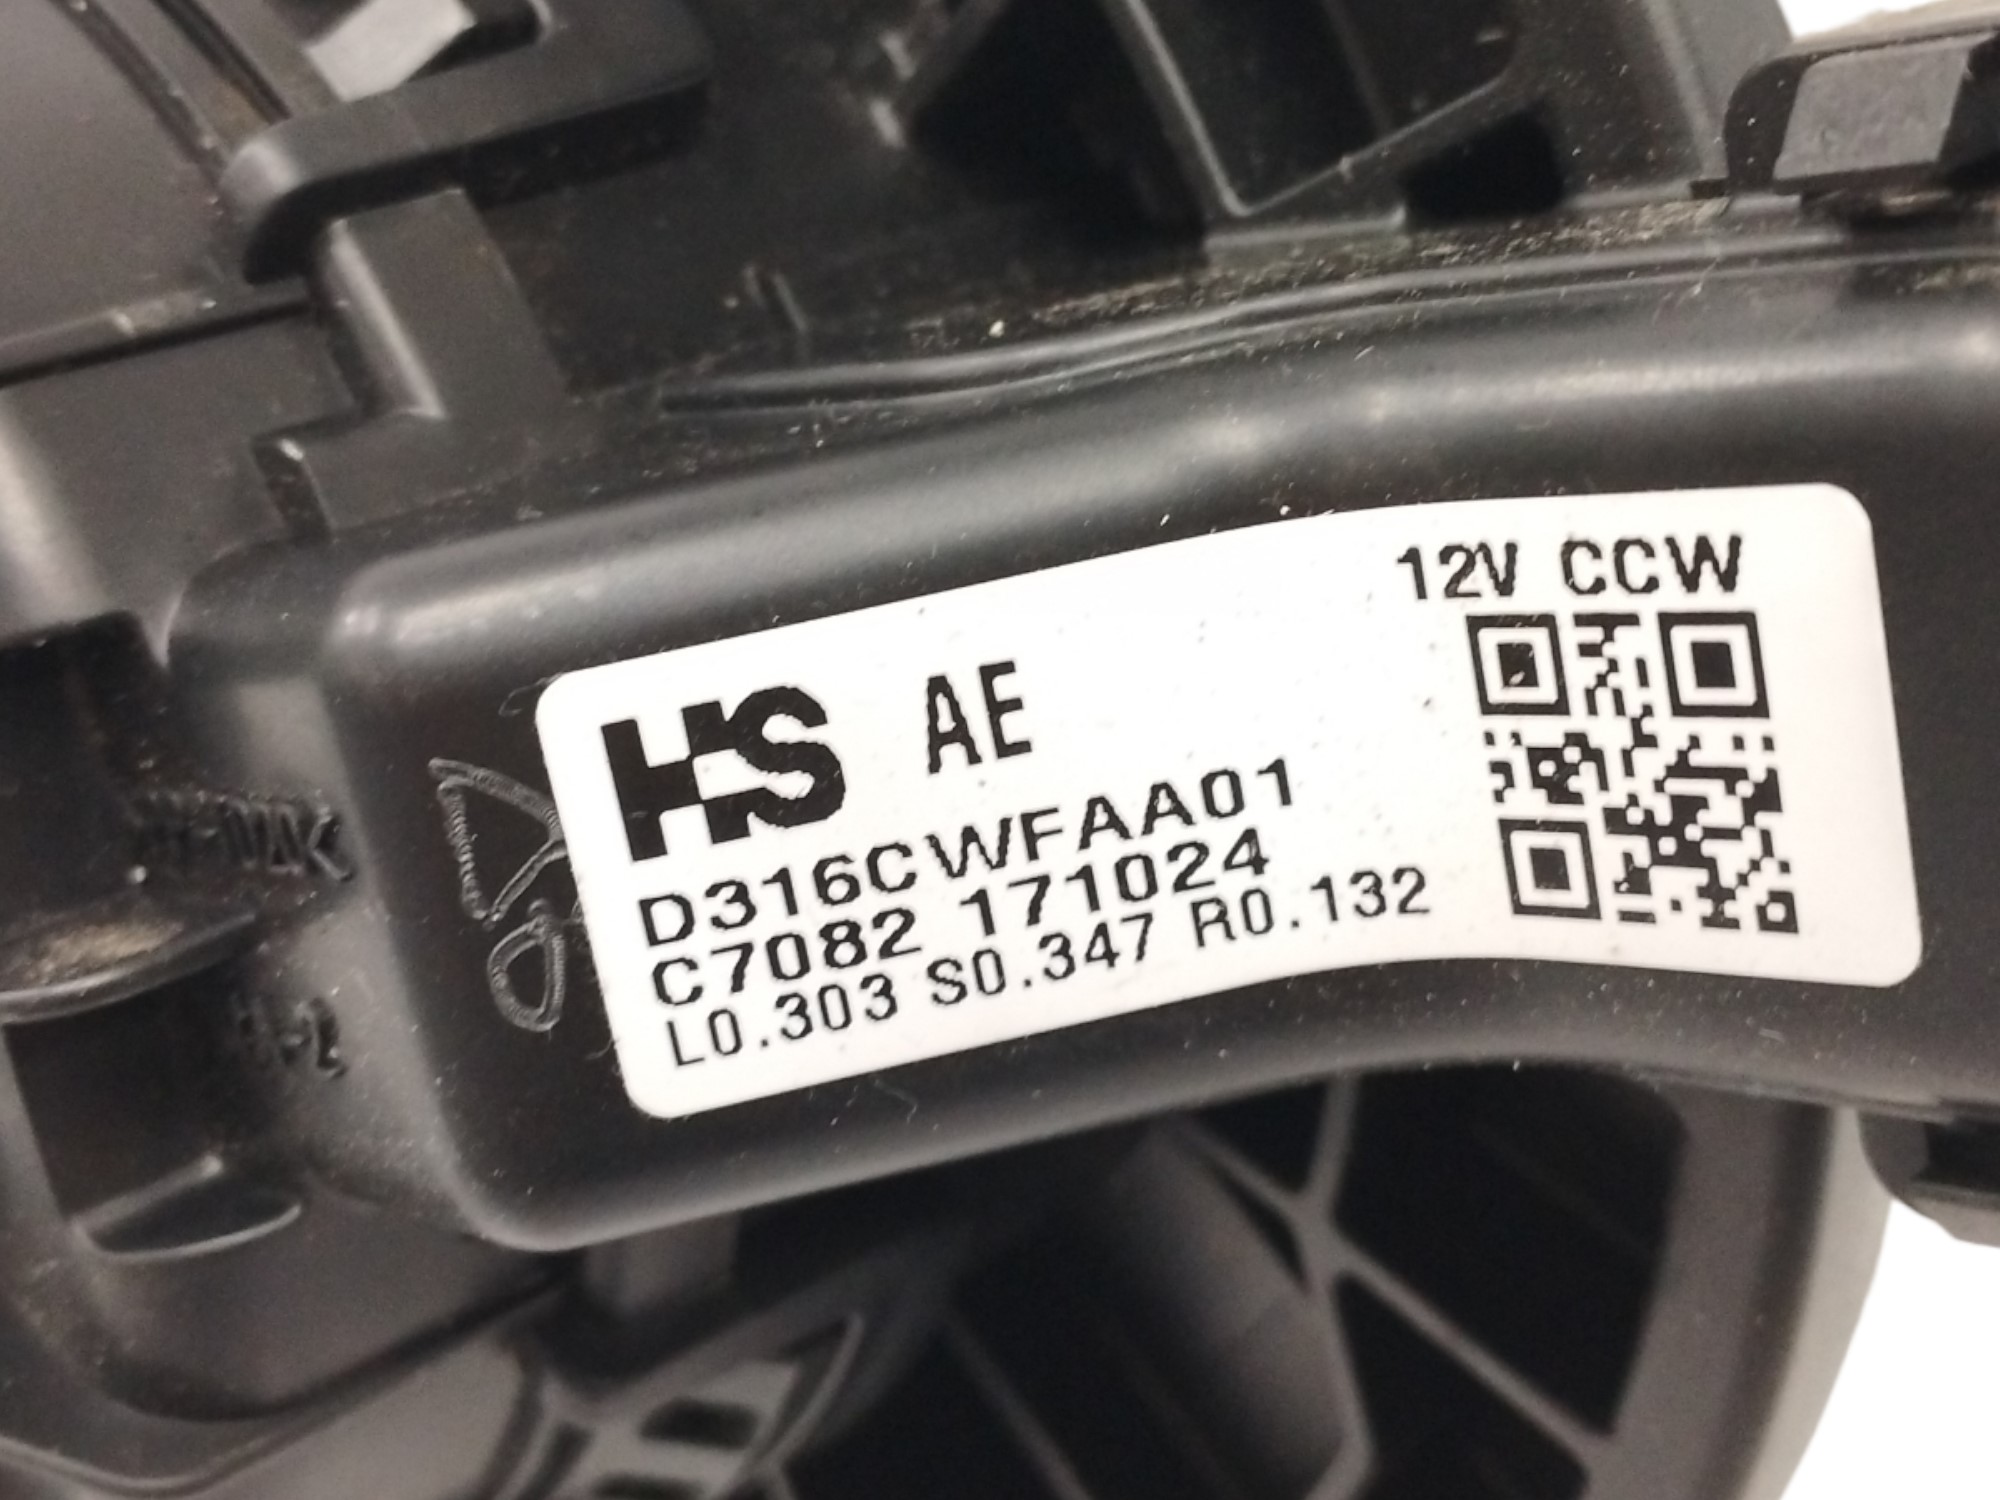 12V CCW
HS AE
D316CWFAA01
C7082 171024
L0.303 S0.347 R0.132